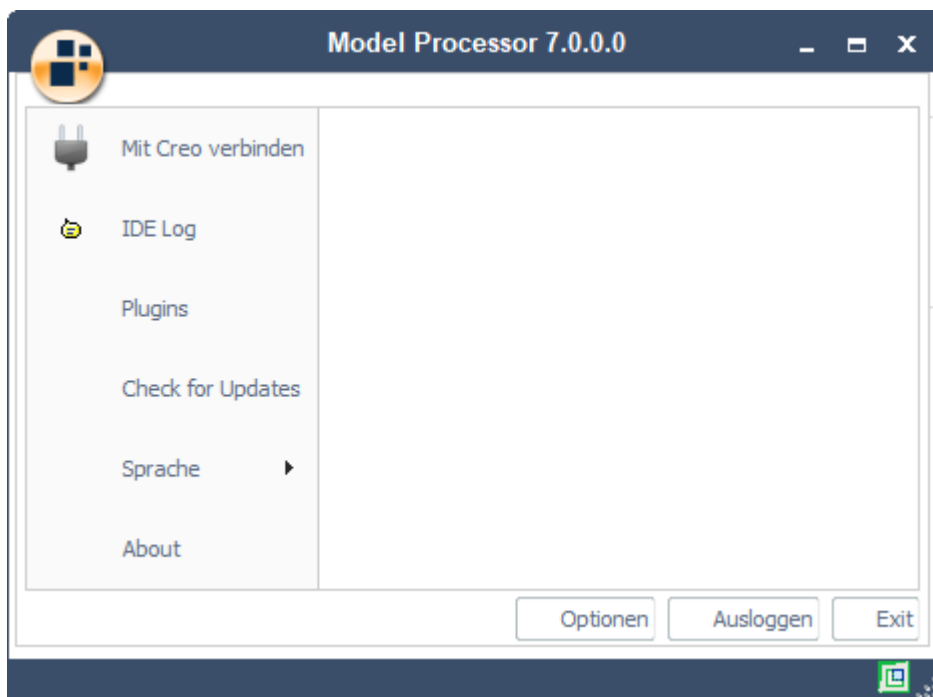 Model Processor 7.0.0.0
Mit Creo verbinden
IDE Log
Plugins
Check for Updates
Sprache
About
Optionen Ausloggen Exit